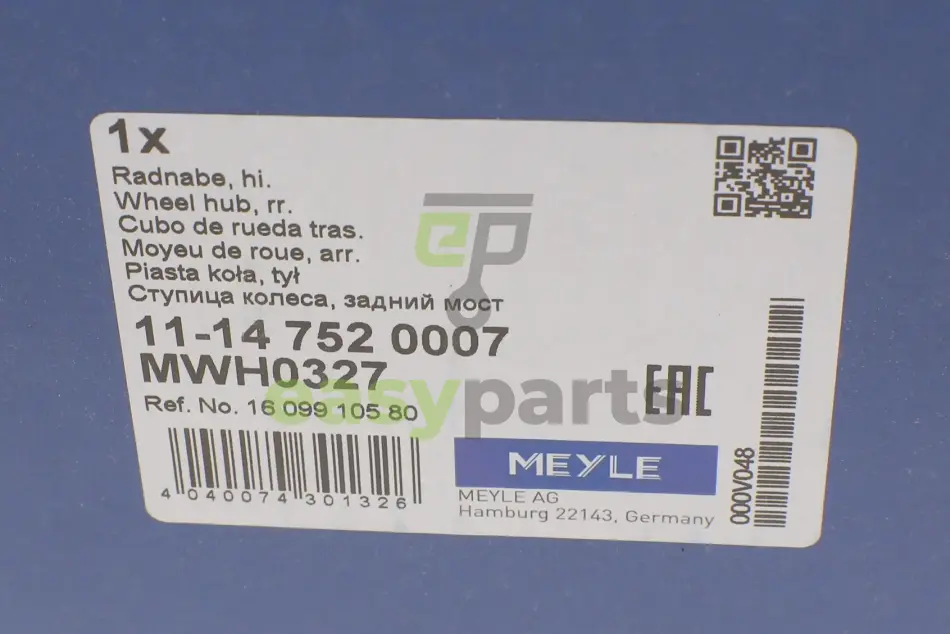 1x
Radnabe, hi.
Wheel hub, rr.
Cubo de rueda tras.
Moyeu de roue, arr.
Piasta koła, tył
Ступица колеса, задний мост
11-14 752 0007
MWH0327
Ref. No. 16 099 105 80
4 040074 301326
ep
easyparts
EAC
MEYLE
MEYLE AG
Hamburg 22143, Germany
000V048